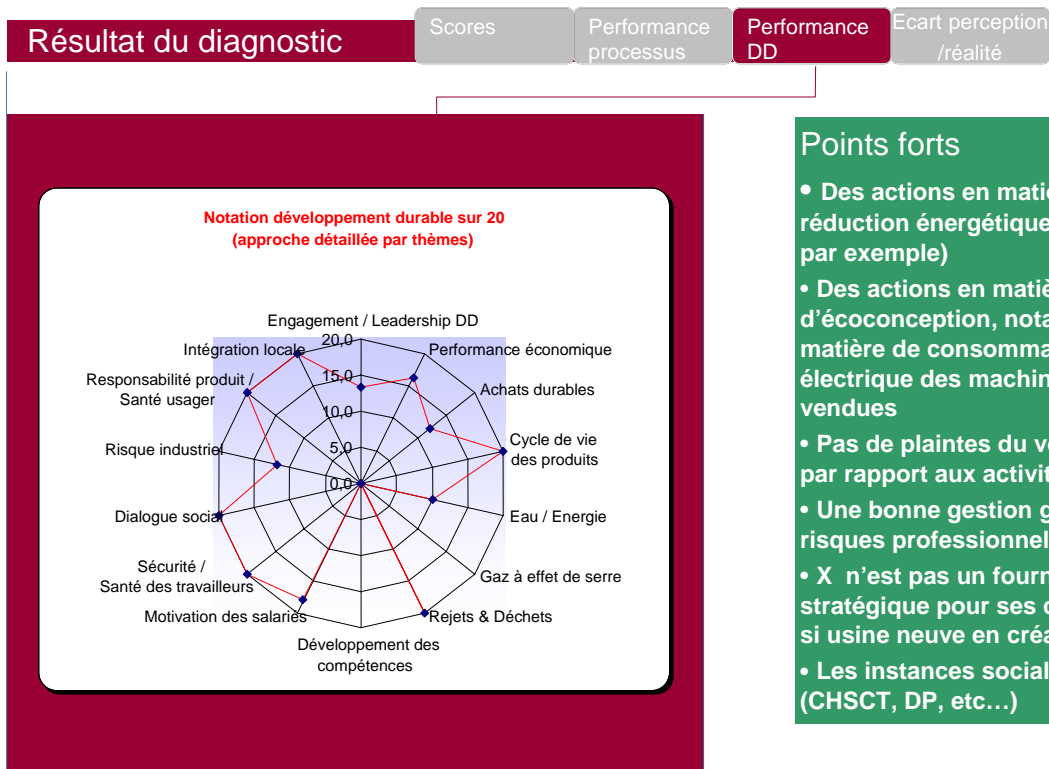 Résultat du diagnostic
Scores
Performance
processus
Performance
DD
Ecart perception
/réalité
Notation développement durable sur 20
(approche détaillée par thèmes)
Engagement / Leadership DD
Performance économique
Achats durables
Cycle de vie
des produits
Eau / Energie
Gaz à effet de serre
Rejets & Déchets
Développement des
compétences
Motivation des salariés
Sécurité /
Santé des travailleurs
Dialogue social
Risque industriel
Responsabilité produit /
Santé usager
Intégration locale
20,0
15,0
10,0
5,0
0,0
Points forts
• Des actions en matiè
réduction énergétique
par exemple)
• Des actions en matiè
d'écoconception, nota
matière de consomma
électrique des machin
vendues
• Pas de plaintes du vo
par rapport aux activit
• Une bonne gestion g
risques professionnel
• X n'est pas un fourn
stratégique pour ses c
si usine neuve en créa
• Les instances social
(CHSCT, DP, etc…)